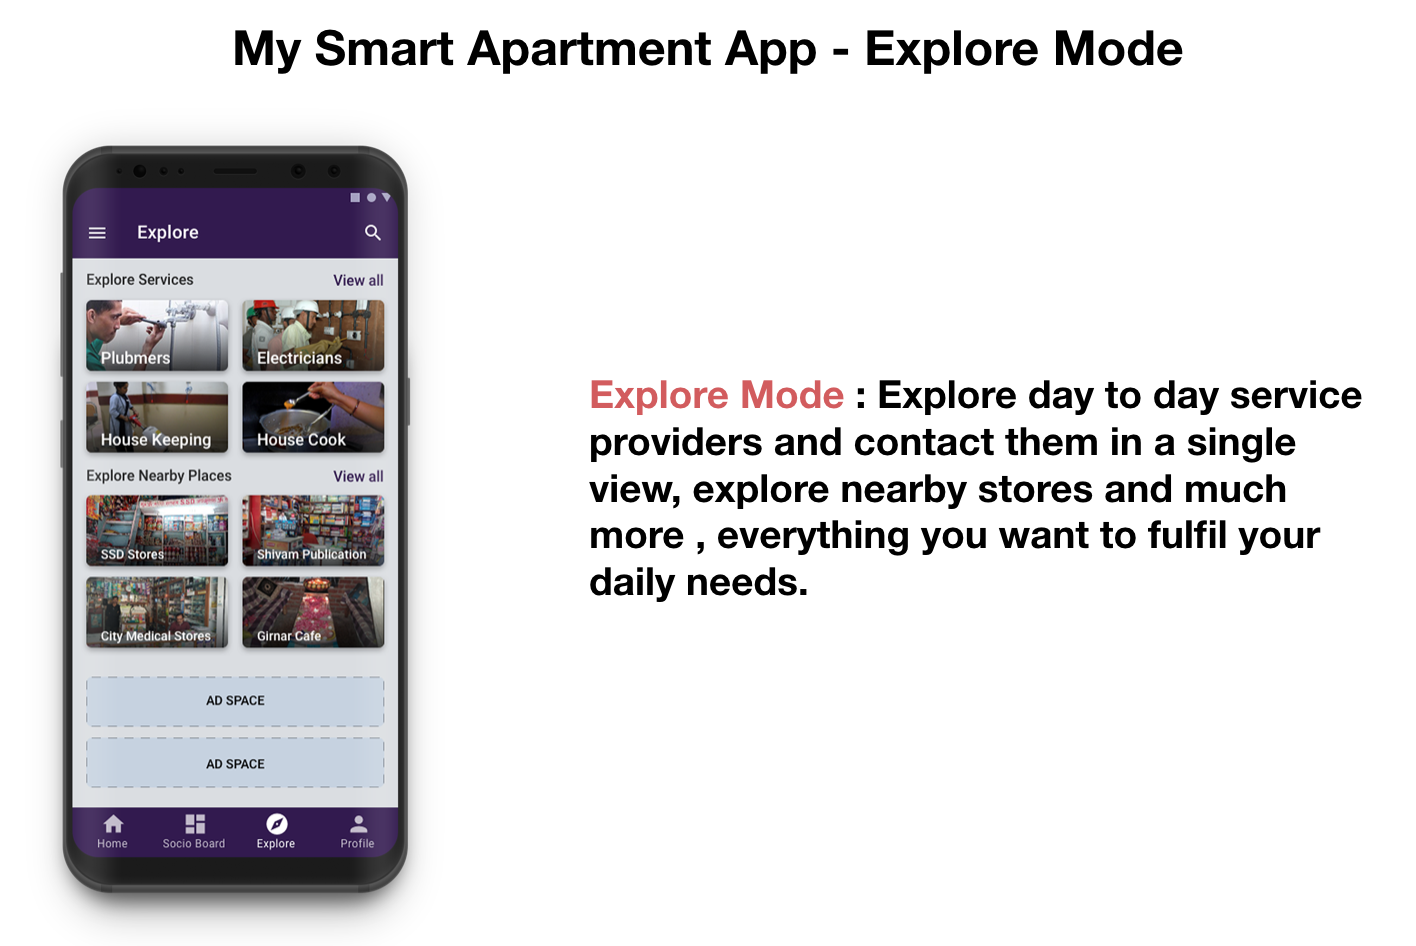 My Smart Apartment App - Explore Mode
Explore
Explore Services View all
Plubmers Electricians
House Keeping House Cook
Explore Nearby Places View all
SSD Stores Shivam Publication
City Medical Stores Girnar Cafe
AD SPACE
AD SPACE
Home Socio Board Explore Profile
Explore Mode : Explore day to day service
providers and contact them in a single
view, explore nearby stores and much
more , everything you want to fulfil your
daily needs.